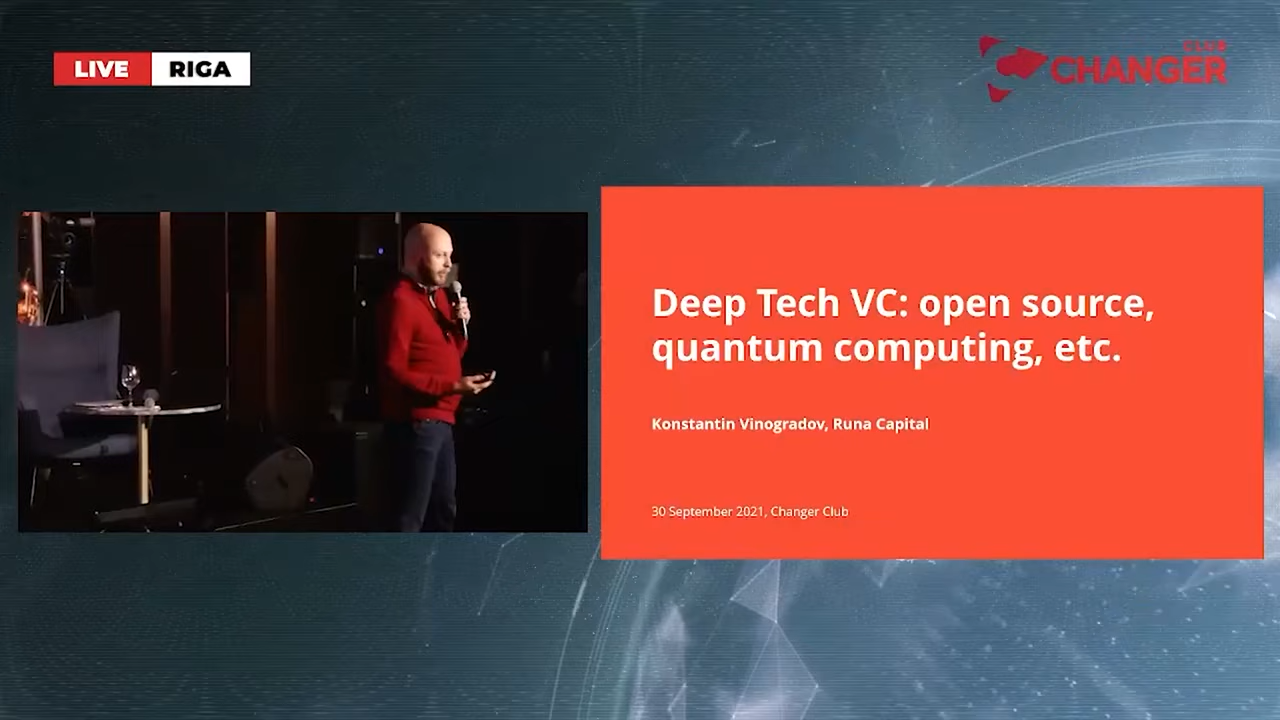 LIVE RIGA
CLUB
CHANGER
Deep Tech VC: open source,
quantum computing, etc.
Konstantin Vinogradov, Runa Capital
30 September 2021, Changer Club